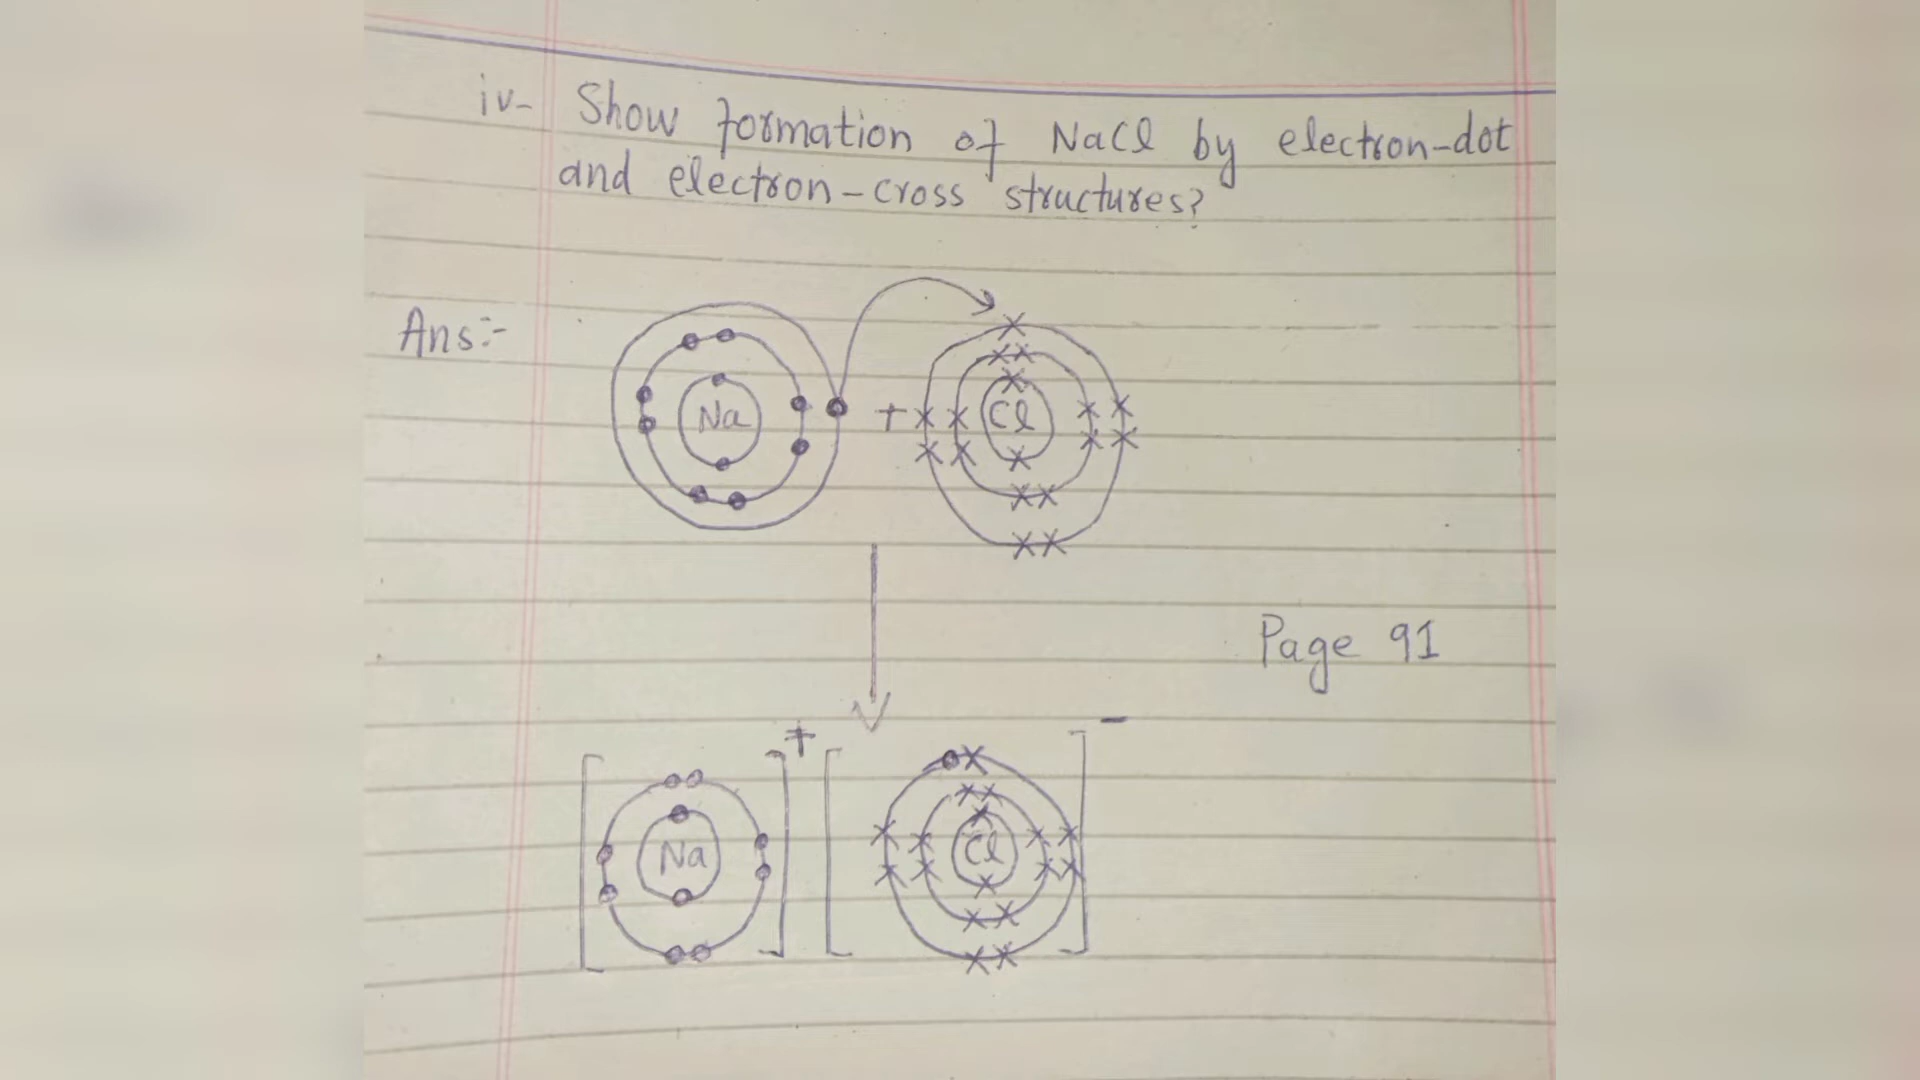 iv- Show formation of NaCl by electron-dot
and electron-cross structures?
Ans:-
Na + Cl
Page 91
[Na]+ [Cl]-